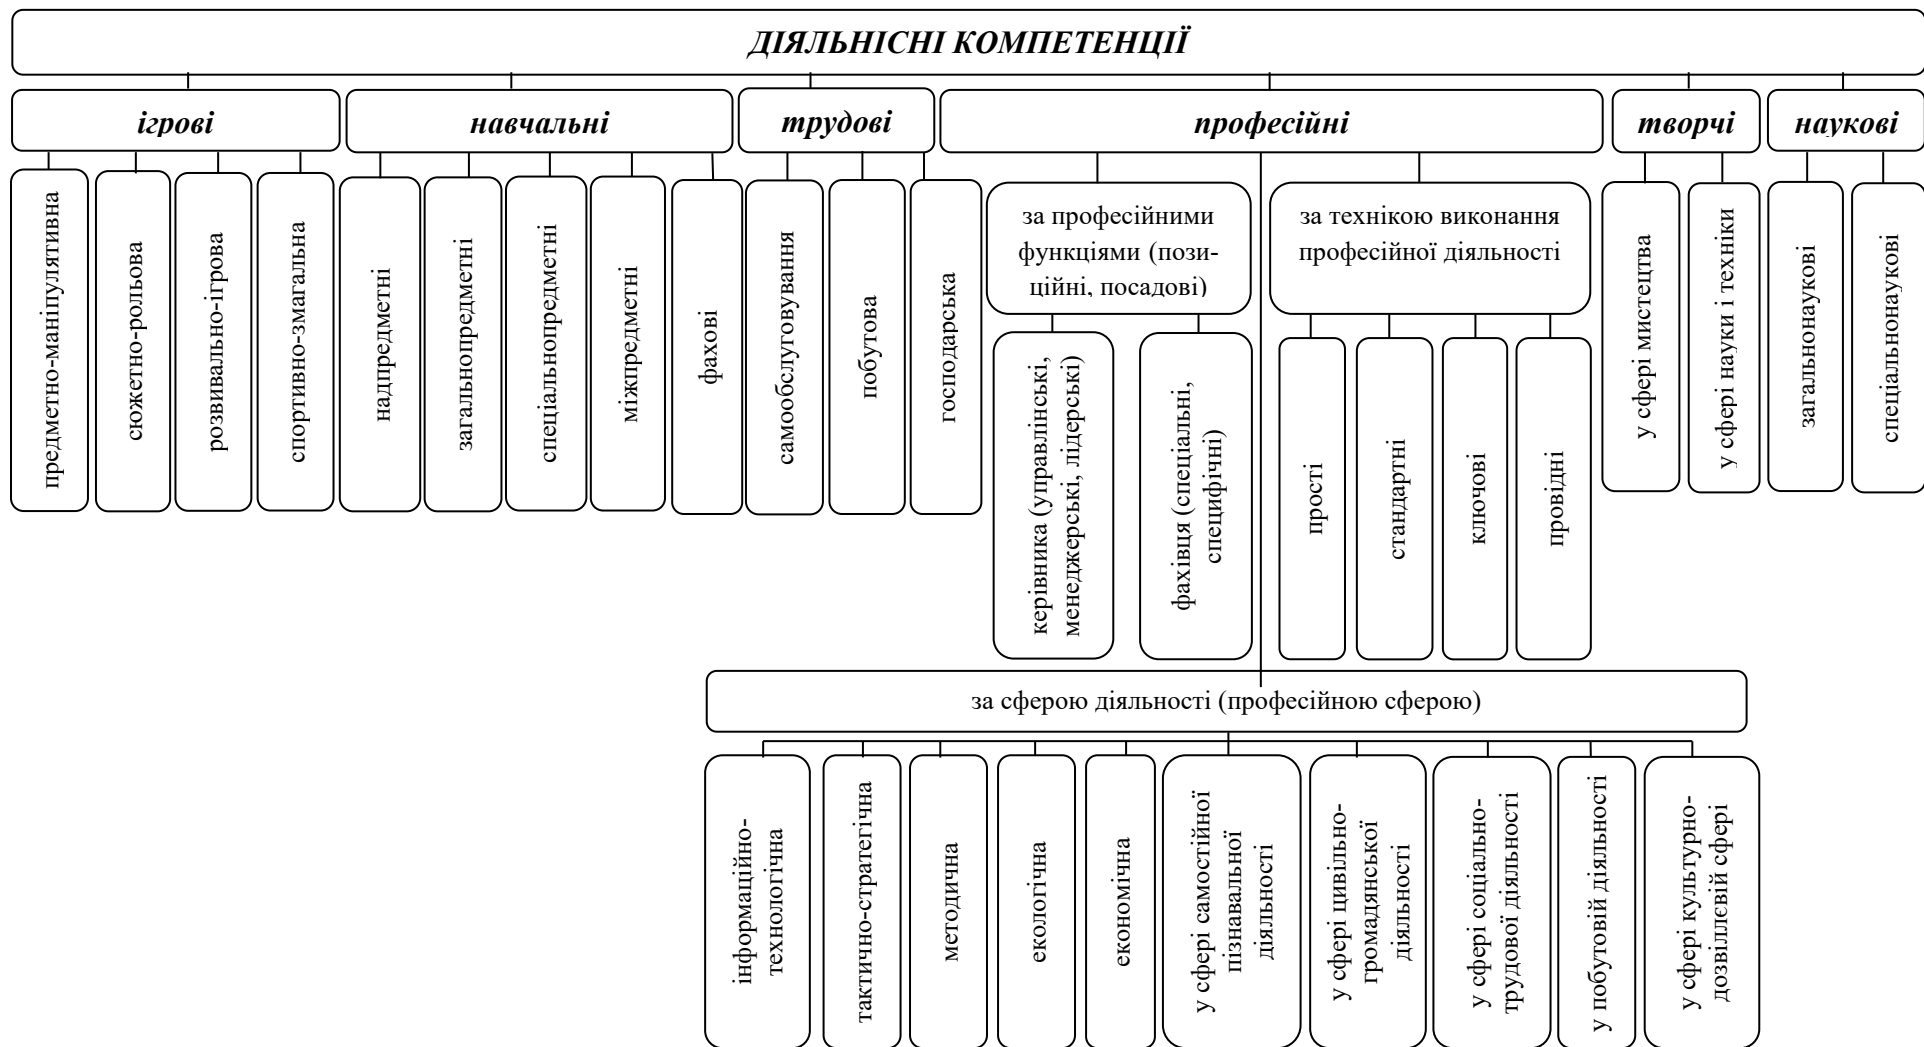 ДІЯЛЬНІСНІ КОМПЕТЕНЦІЇ
ігрові
навчальні
трудові
професійні
творчі
наукові
предметно-маніпулятивна
сюжетно-рольова
розвивально-ігрова
спортивно-змагальна
надпредметні
загальнопредметні
спеціальнопредметні
міжпредметні
фахові
самообслуговування
побутова
господарська
за професійними
функціями (пози-
ційні, посадові)
за технікою виконання
професійної діяльності
у сфері мистецтва
у сфері науки і техніки
загальнонаукові
спеціальнонаукові
керівника (управлінські,
менеджерські, лідерські)
фахівця (спеціальні,
специфічні)
прості
стандартні
ключові
провідні
за сферою діяльності (професійною сферою)
інформаційно-
технологічна
тактично-стратегічна
методична
екологічна
економічна
у сфері самостійної
пізнавальної
діяльності
у сфері цивільно-
громадянської
діяльності
у сфері соціально-
трудової діяльності
у побутовій діяльності
у сфері культурно-
дозвіллєвій сфері